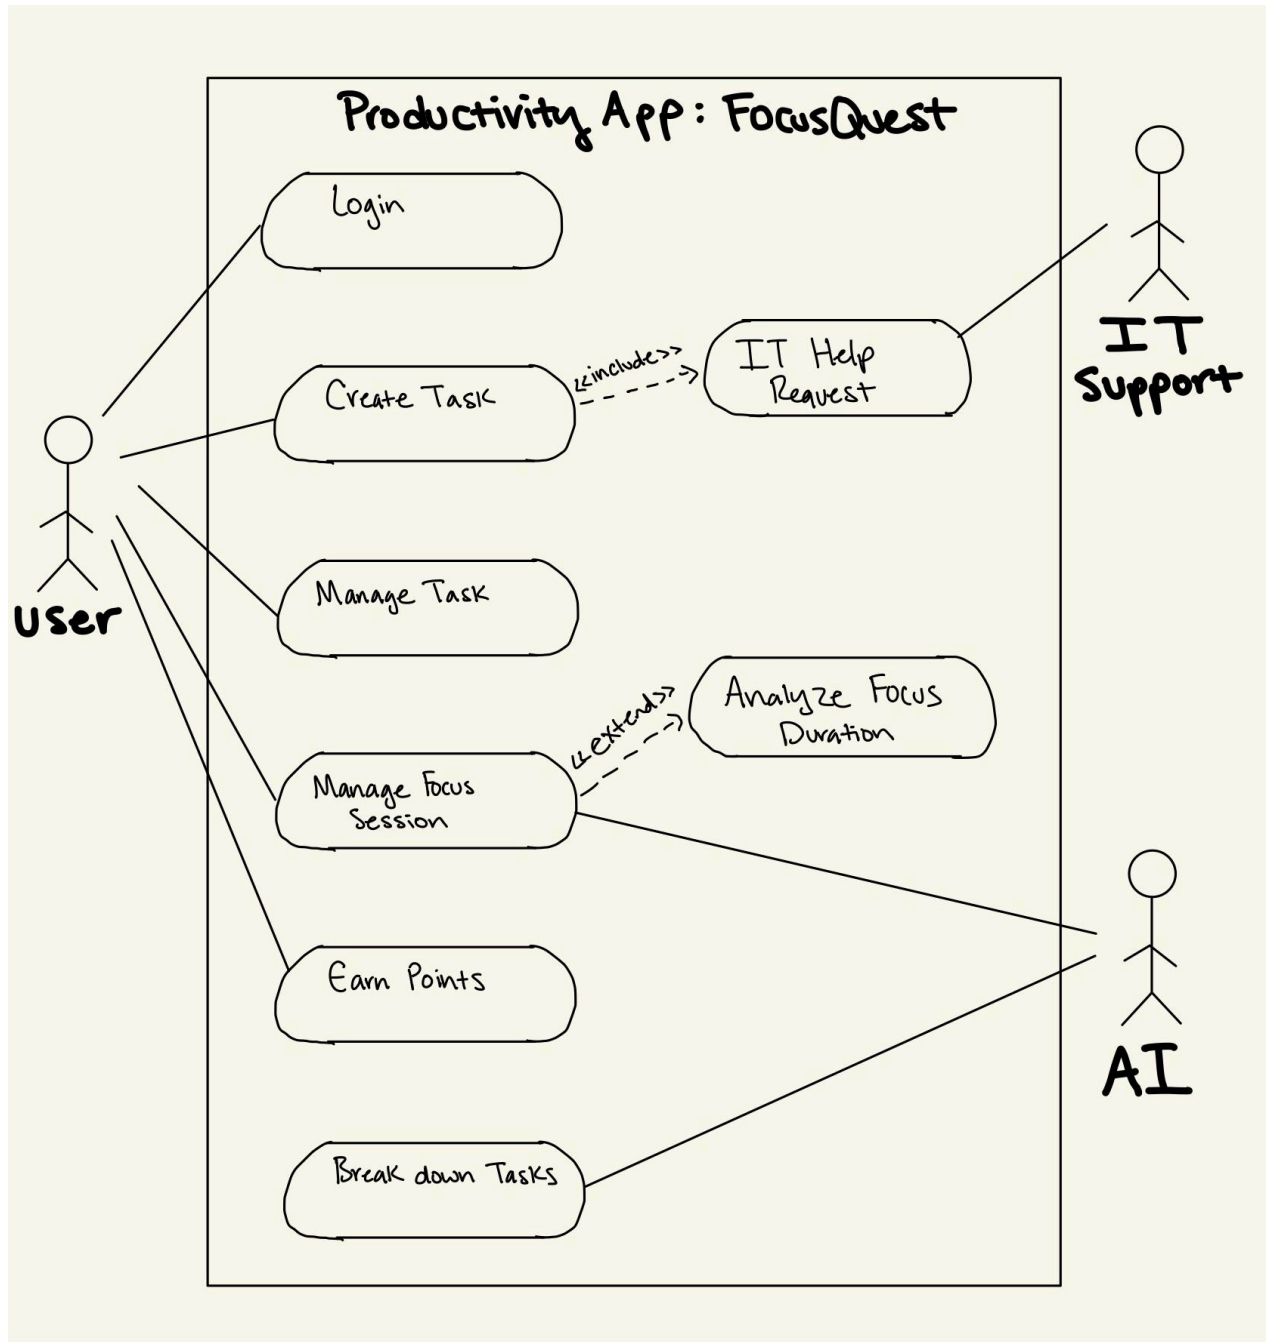 Productivity App: FocusQuest
Login
Create Task
<<include>>
IT Help
Request
IT
Support
Manage Task
user
Analyze Focus
Duration
<<extend>>
Manage Focus
Session
Earn Points
AI
Break down Tasks